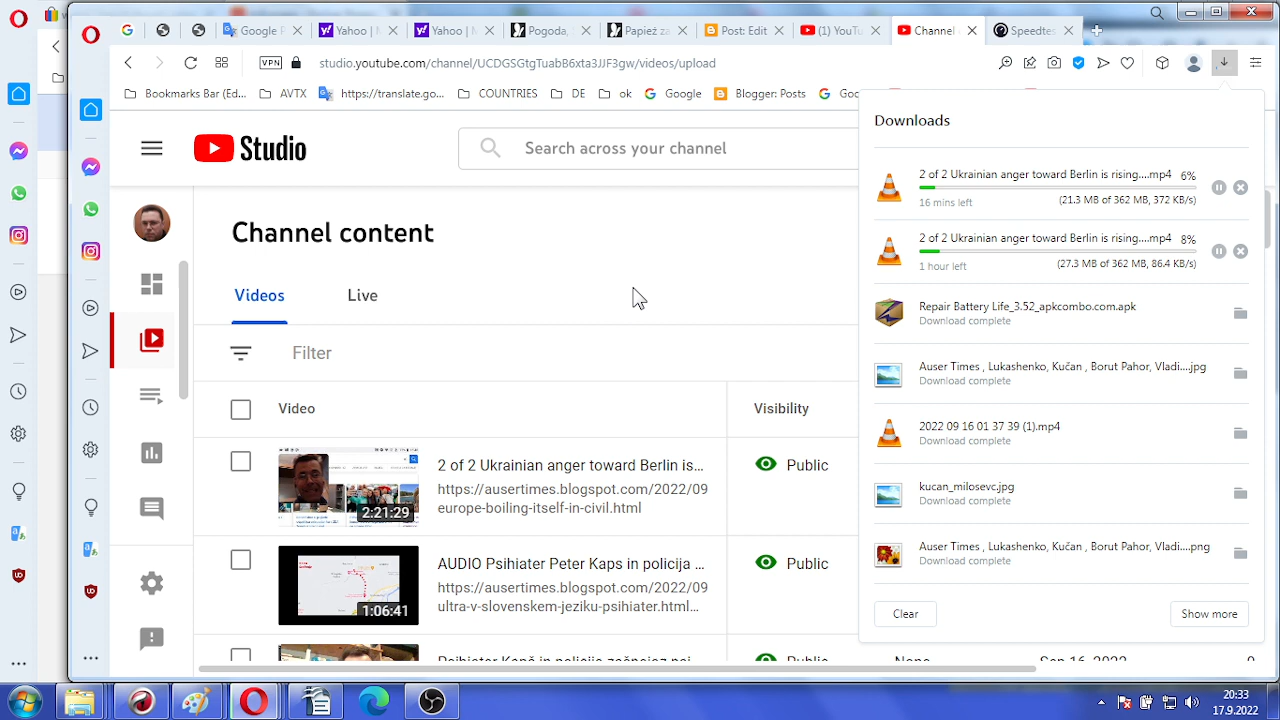 Google F
Yahoo |
Yahoo |
Pogoda,
Papież za
Post: Edit
(1) YouTu
Channel
Speedtes
VPN
studio.youtube.com/channel/UCDGSGtgTuabB6xta3JJF3gw/videos/upload
Bookmarks Bar (Ed...
AVTX
https://translate.go...
COUNTRIES
DE
ok
Google
Blogger: Posts
Goo
Studio
Search across your channel
Channel content
Videos
Live
Filter
Video
Visibility
2 of 2 Ukrainian anger toward Berlin is...
https://ausertimes.blogspot.com/2022/09
europe-boiling-itself-in-civil.html
2:21:29
Public
AUDIO Psihiater Peter Kaps in policija ...
https://ausertimes.blogspot.com/2022/09
ultra-v-slovenskem-jeziku-psihiater.html...
1:06:41
Public
Downloads
2 of 2 Ukrainian anger toward Berlin is rising....mp4 6%
16 mins left (21.3 MB of 362 MB, 372 KB/s)
2 of 2 Ukrainian anger toward Berlin is rising....mp4 8%
1 hour left (27.3 MB of 362 MB, 86.4 KB/s)
Repair Battery Life_3.52_apkcombo.com.apk
Download complete
Auser Times , Lukashenko, Kučan , Borut Pahor, Vladi....jpg
Download complete
2022 09 16 01 37 39 (1).mp4
Download complete
kucan_milosevc.jpg
Download complete
Auser Times , Lukashenko, Kučan , Borut Pahor, Vladi....png
Download complete
Clear
Show more
20:33
17.9.2022